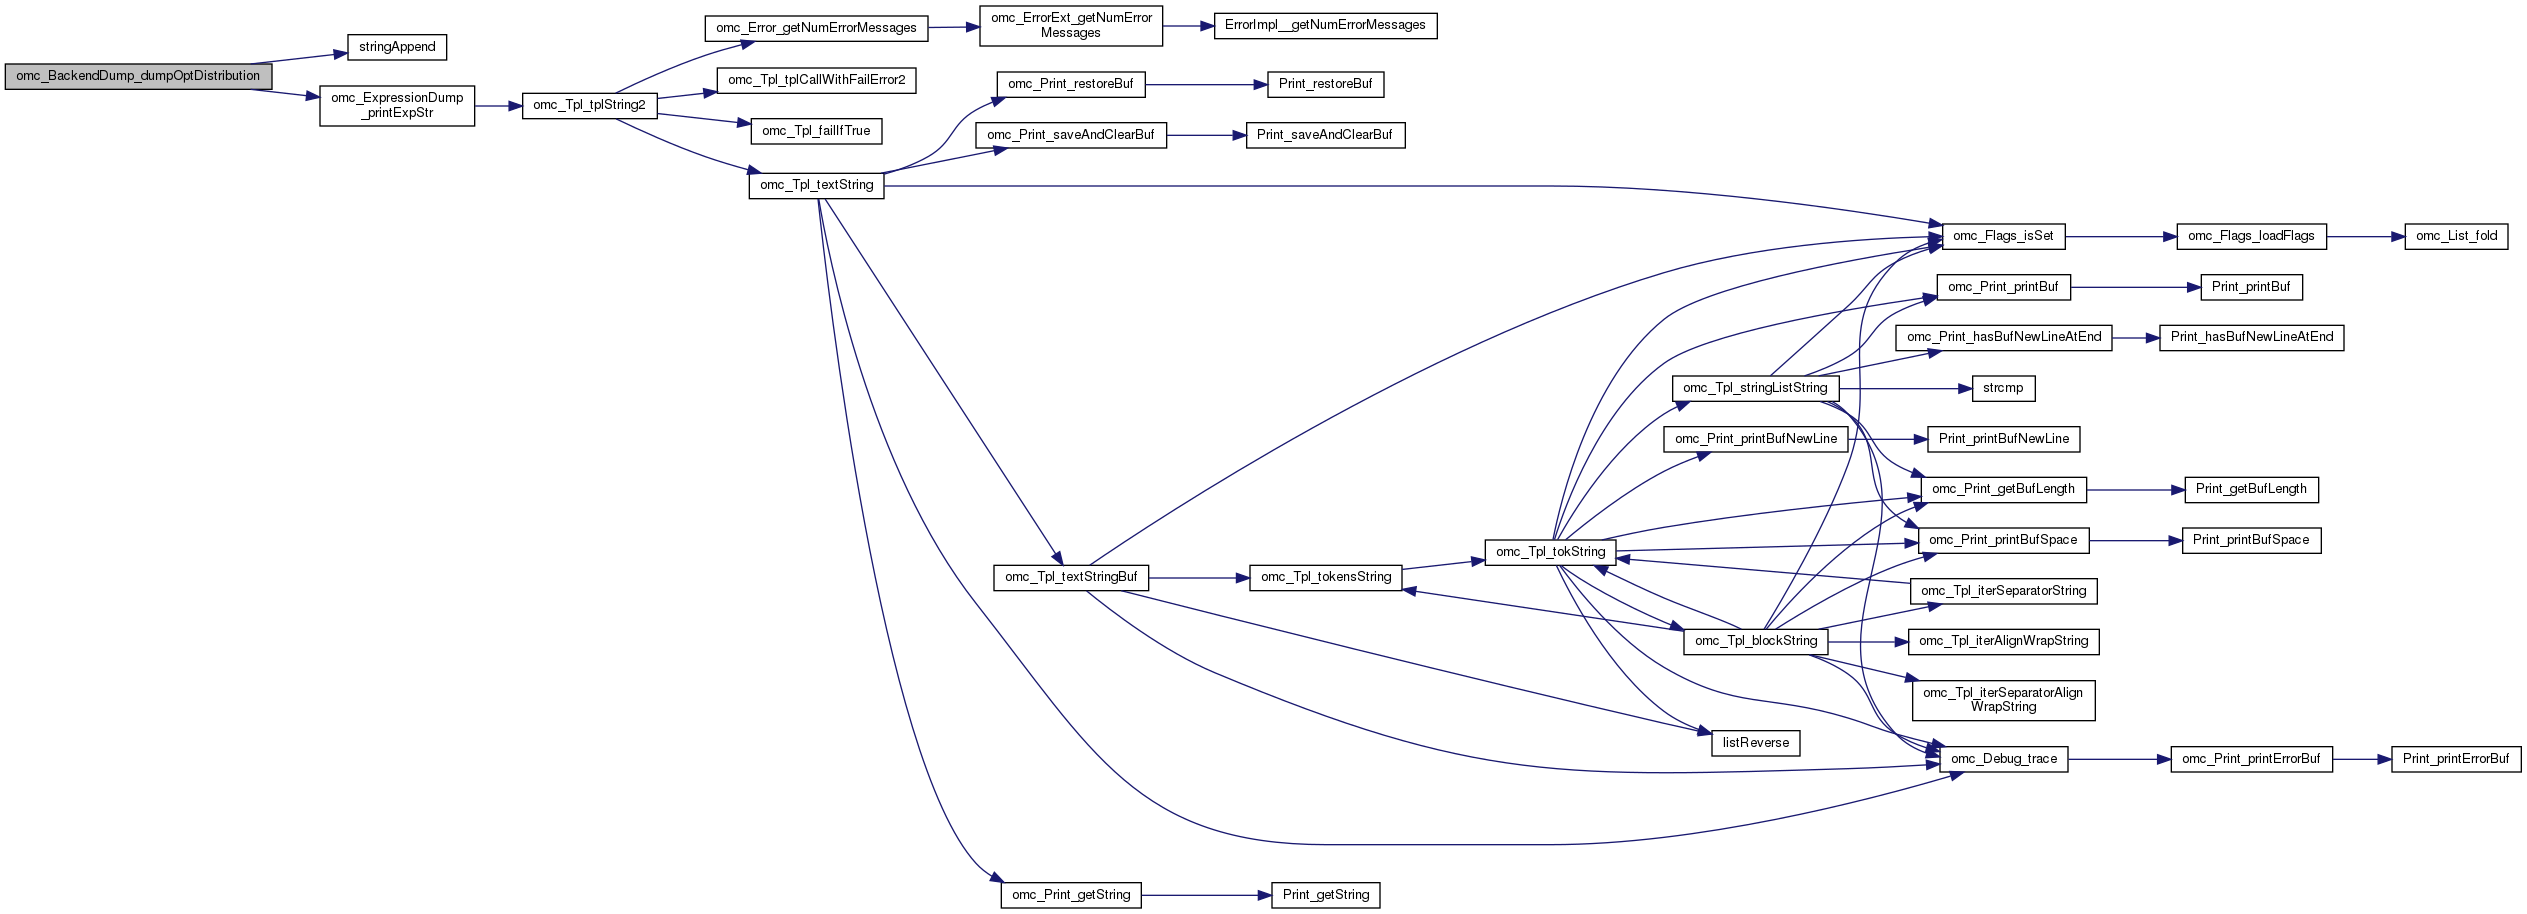 omc_BackendDump_dumpOptDistribution
stringAppend
omc_ExpressionDump
_printExpStr
omc_Tpl_tplString2
omc_Error_getNumErrorMessages
omc_ErrorExt_getNumError
Messages
ErrorImpl__getNumErrorMessages
omc_Tpl_tplCallWithFailError2
omc_Tpl_failIfTrue
omc_Tpl_textString
omc_Print_restoreBuf
Print_restoreBuf
omc_Print_saveAndClearBuf
Print_saveAndClearBuf
omc_Flags_isSet
omc_Flags_loadFlags
omc_List_fold
omc_Print_printBuf
Print_printBuf
omc_Print_hasBufNewLineAtEnd
Print_hasBufNewLineAtEnd
omc_Tpl_stringListString
strcmp
omc_Print_printBufNewLine
Print_printBufNewLine
omc_Print_getBufLength
Print_getBufLength
omc_Print_printBufSpace
Print_printBufSpace
omc_Tpl_tokString
omc_Tpl_textStringBuf
omc_Tpl_tokensString
omc_Tpl_iterSeparatorString
omc_Tpl_blockString
omc_Tpl_iterAlignWrapString
omc_Tpl_iterSeparatorAlign
WrapString
listReverse
omc_Debug_trace
omc_Print_printErrorBuf
Print_printErrorBuf
omc_Print_getString
Print_getString